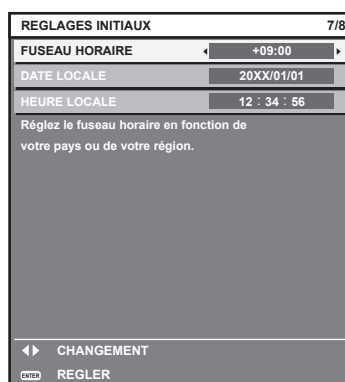 REGLAGES INITIAUX 7/8
FUSEAU HORAIRE +09:00
DATE LOCALE 20XX/01/01
HEURE LOCALE 12 : 34 : 56
Réglez le fuseau horaire en fonction de
votre pays ou de votre région.
CHANGEMENT
ENTER REGLER